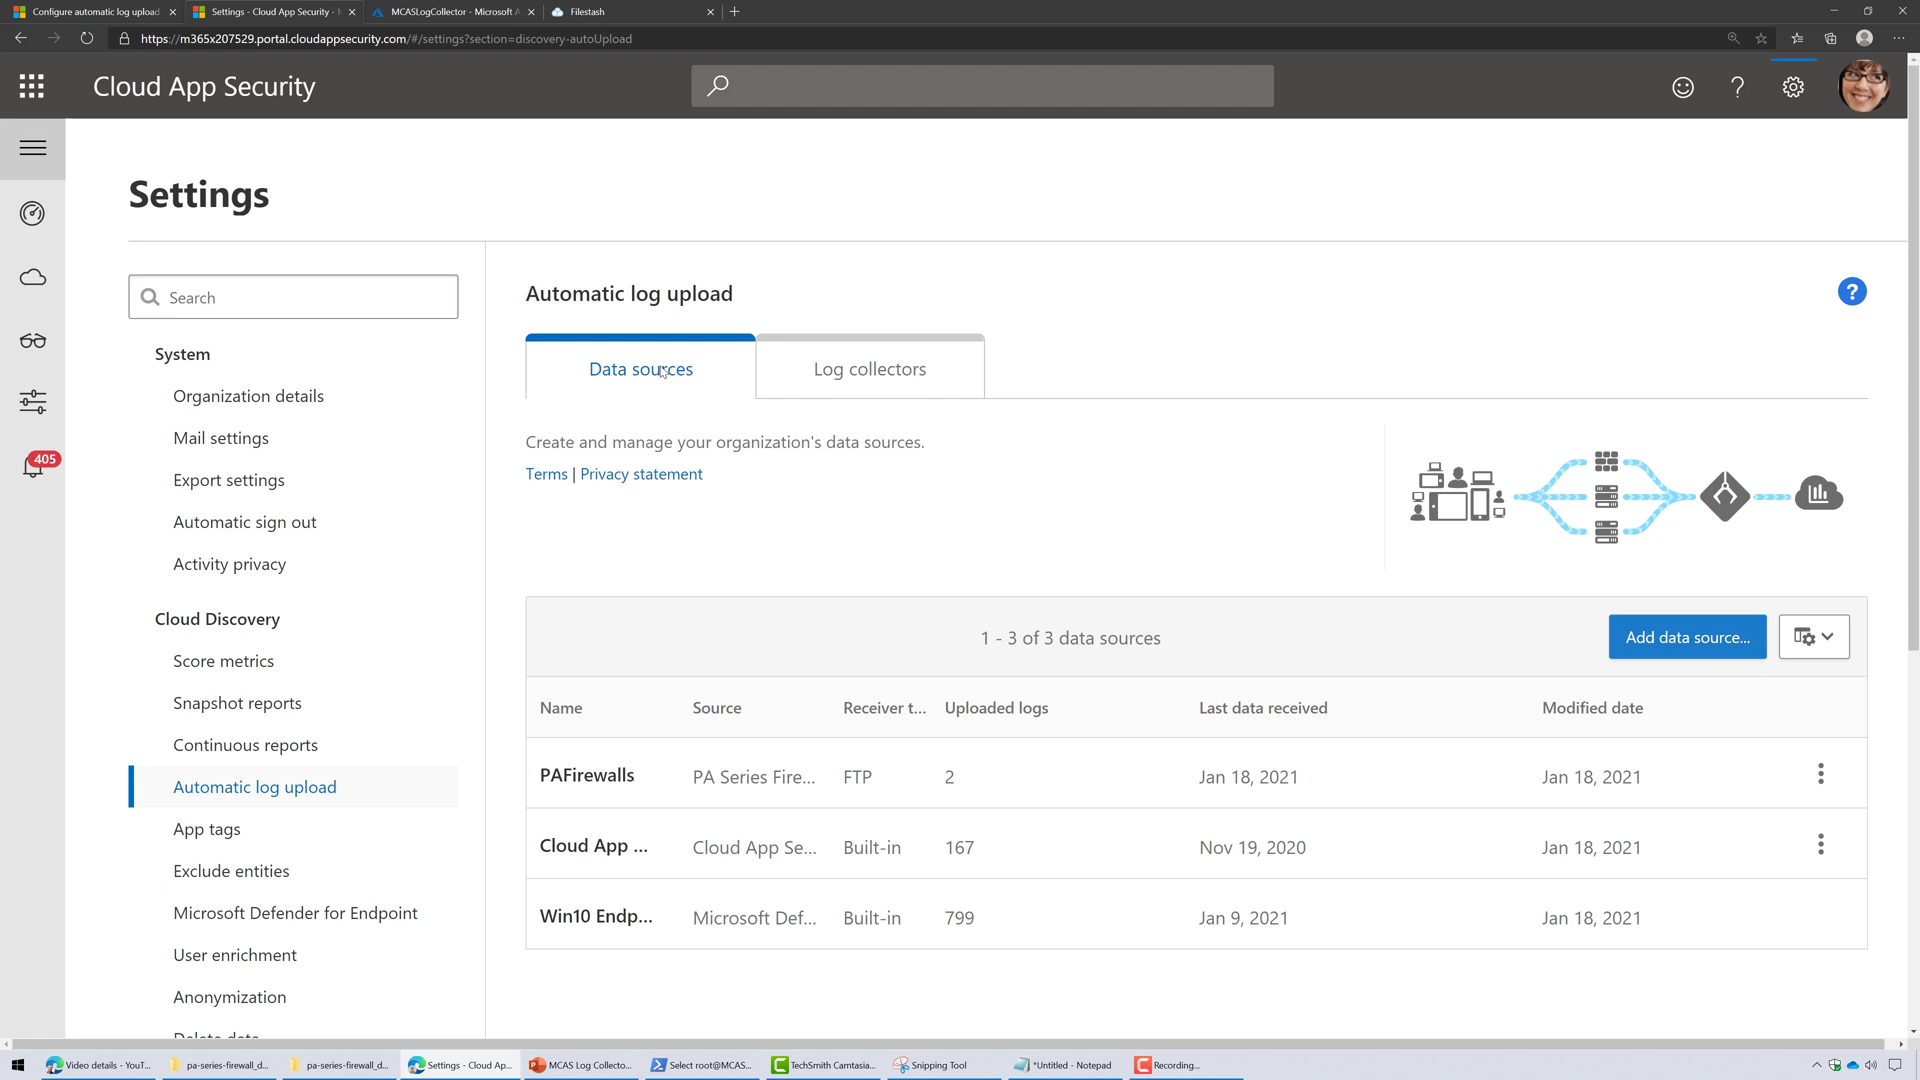 Configure automatic log upload
Settings - Cloud App Security -
MCASLogCollector - Microsoft A
Filestash
https://m365x207529.portal.cloudappsecurity.com/#/settings?section=discovery-autoUpload
Cloud App Security
Settings
Search
System
Organization details
Mail settings
Export settings
Automatic sign out
Activity privacy
Cloud Discovery
Score metrics
Snapshot reports
Continuous reports
Automatic log upload
App tags
Exclude entities
Microsoft Defender for Endpoint
User enrichment
Anonymization
Delete data
405
Automatic log upload
?
Data sources
Log collectors
Create and manage your organization's data sources.
Terms | Privacy statement
1 - 3 of 3 data sources
Add data source...
Name Source Receiver t... Uploaded logs Last data received Modified date
PAFirewalls PA Series Fire... FTP 2 Jan 18, 2021 Jan 18, 2021
Cloud App ... Cloud App Se... Built-in 167 Nov 19, 2020 Jan 18, 2021
Win10 Endp... Microsoft Def... Built-in 799 Jan 9, 2021 Jan 18, 2021
Video details - YouT...
pa-series-firewall_d...
pa-series-firewall_d...
Settings - Cloud Ap...
MCAS Log Collecto...
Select root@MCAS...
TechSmith Camtasia...
Snipping Tool
*Untitled - Notepad
Recording...